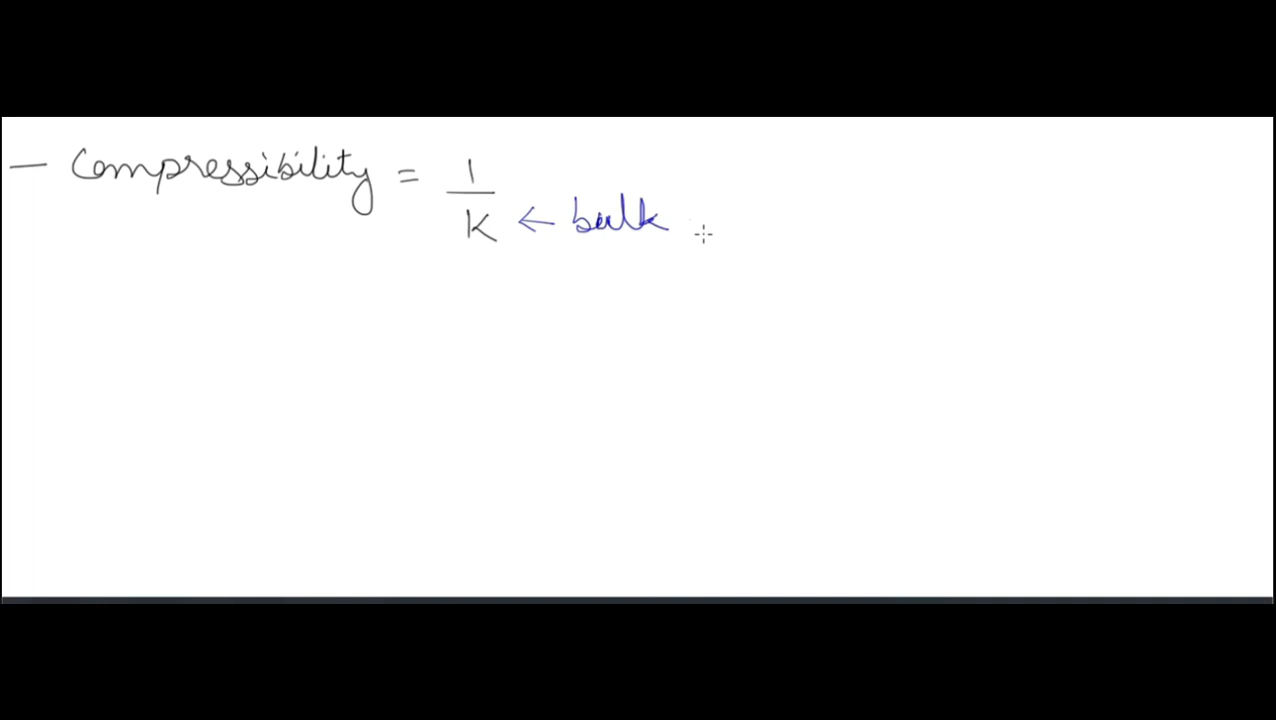 - Compressibility = 1/K ← bulk